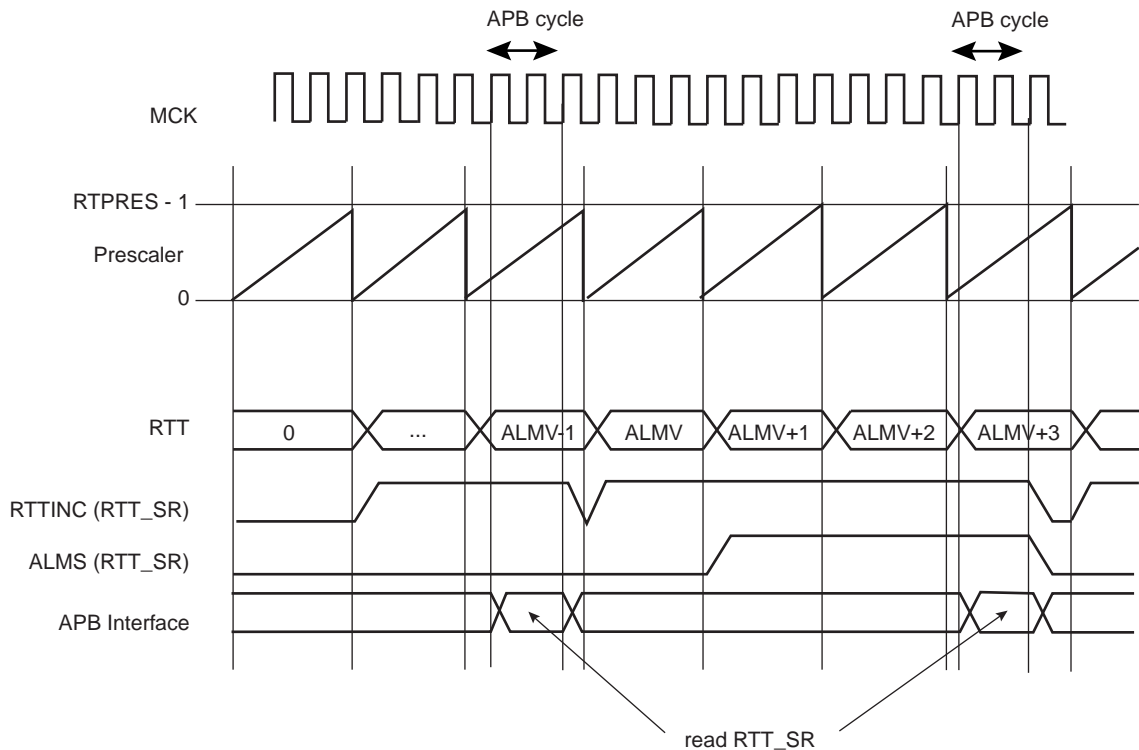 APB cycle
APB cycle
MCK
RTPRES - 1
Prescaler
0
RTT
0
...
ALMV-1
ALMV
ALMV+1
ALMV+2
ALMV+3
RTTINC (RTT_SR)
ALMS (RTT_SR)
APB Interface
read RTT_SR